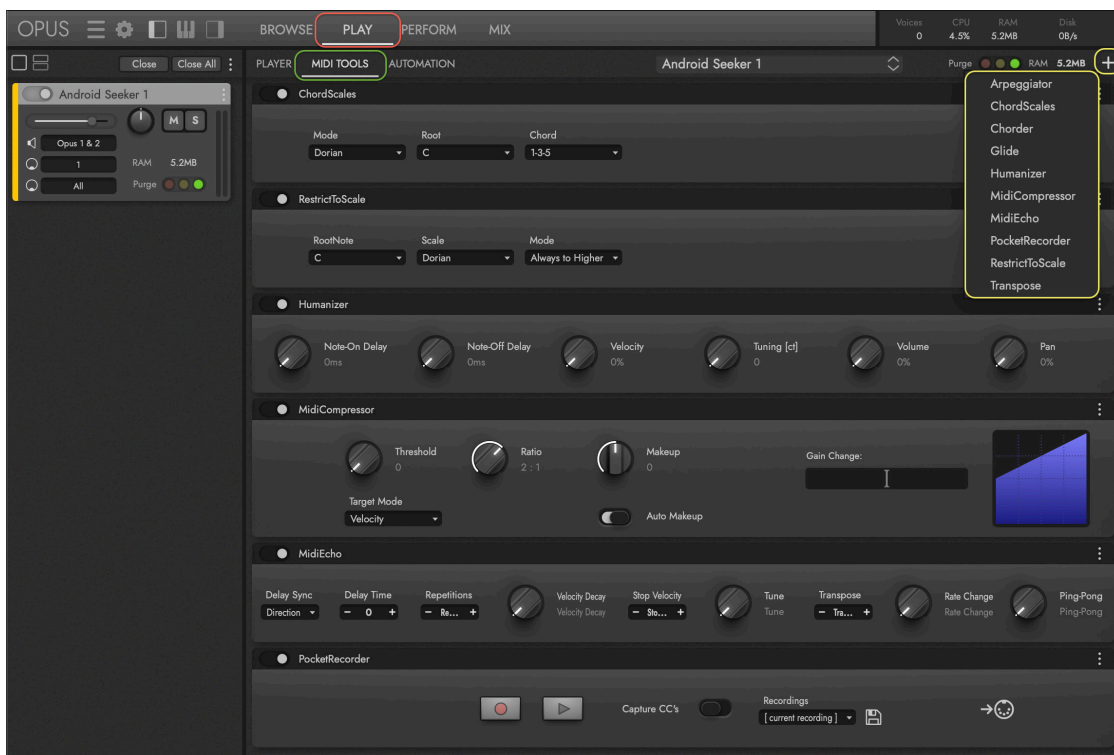 OPUS BROWSE PLAY PERFORM MIX Voices 0 CPU 4.5% RAM 5.2MB Disk 0B/s
Close Close All PLAYER MIDI TOOLS AUTOMATION Android Seeker 1 Purge RAM 5.2MB
Android Seeker 1
M S
Opus 1 & 2
1 RAM 5.2MB
All Purge
Arpeggiator
ChordScales
Chorder
Glide
Humanizer
MidiCompressor
MidiEcho
PocketRecorder
RestrictToScale
Transpose
ChordScales
Mode Root Chord
Dorian C 1-3-5
RestrictToScale
RootNote Scale Mode
C Dorian Always to Higher
Humanizer
Note-On Delay Note-Off Delay Velocity Tuning [ct] Volume Pan
0ms 0ms 0% 0 0% 0%
MidiCompressor
Threshold Ratio Makeup Gain Change:
0 2 : 1 0
Target Mode
Velocity Auto Makeup
MidiEcho
Delay Sync Delay Time Repetitions Velocity Decay Stop Velocity Tune Transpose Rate Change Ping-Pong
Direction - 0 + - Re... + Velocity Decay - Sto... + Tune - Tra... + Rate Change Ping-Pong
PocketRecorder
Capture CC's Recordings
[ current recording ]